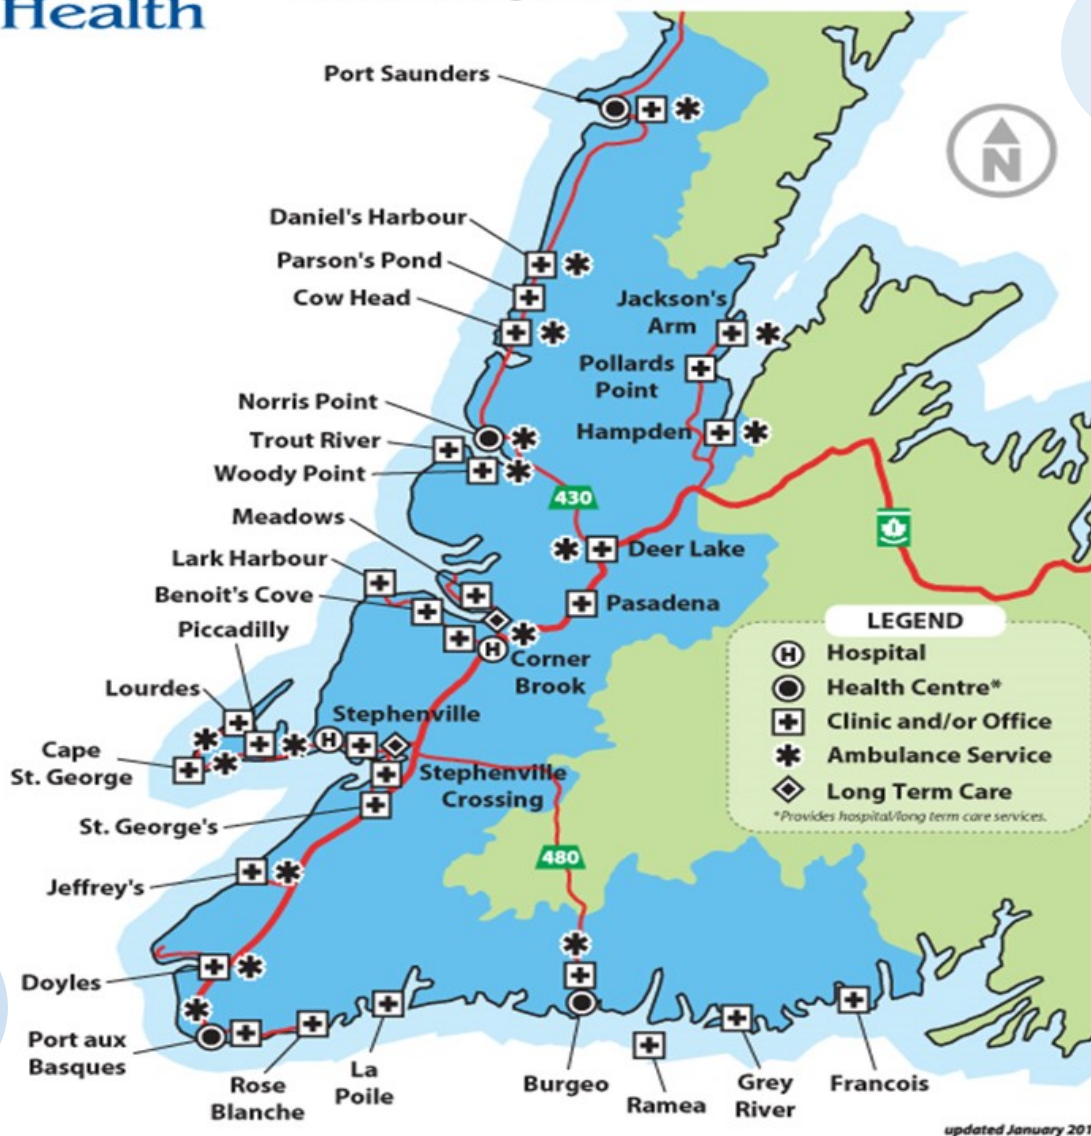 Health
Port Saunders
Daniel's Harbour
Parson's Pond
Cow Head
Jackson's
Arm
Pollards
Point
Norris Point
Hampden
Trout River
Woody Point
430
Meadows
Deer Lake
Lark Harbour
Benoit's Cove
Pasadena
Piccadilly
Corner
Brook
Lourdes
Stephenville
Cape
St. George
Stephenville
Crossing
St. George's
480
Jeffrey's
Doyles
Port aux
Basques
Rose
Blanche
La
Poile
Burgeo
Ramea
Grey
River
Francois
N
1
LEGEND
H Hospital
Health Centre*
Clinic and/or Office
Ambulance Service
Long Term Care
*Provides hospital/long term care services.
H
H
updated January